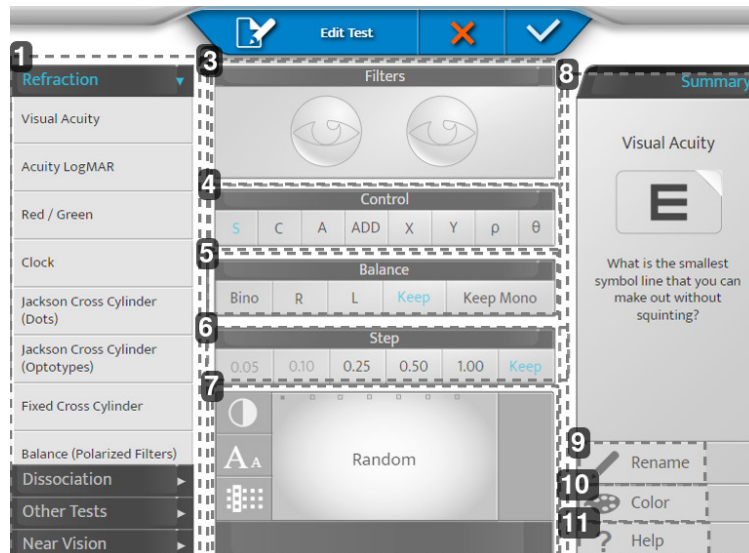 Edit Test
1
Refraction
Visual Acuity
Acuity LogMAR
Red / Green
Clock
Jackson Cross Cylinder
(Dots)
Jackson Cross Cylinder
(Optotypes)
Fixed Cross Cylinder
Balance (Polarized Filters)
Dissociation
Other Tests
Near Vision
3
Filters
4
Control
S C A ADD X Y ρ θ
5
Balance
Bino R L Keep Keep Mono
6
Step
0.05 0.10 0.25 0.50 1.00 Keep
7
A A
Random
8
Summary
Visual Acuity
E
What is the smallest
symbol line that you can
make out without
squinting?
9
Rename
10
Color
11
? Help